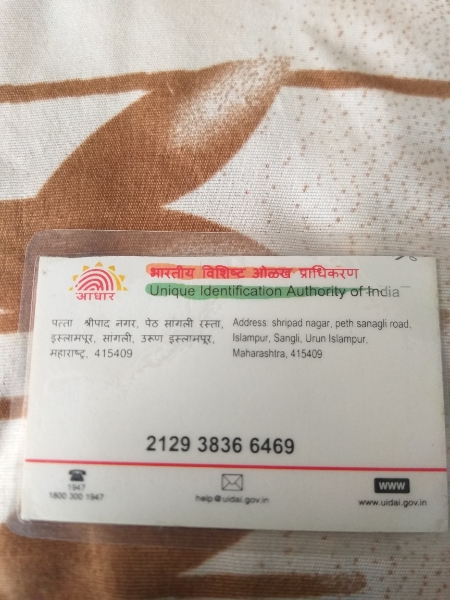 भारतीय विशिष्ट ओळख प्राधिकरण
Unique Identification Authority of India
आधार
पत्ता श्रीपाद नगर, पेठ सांगली रस्ता,
इस्लामपूर, सांगली, उरूण इस्लामपूर,
महाराष्ट्र, 415409
Address: shripad nagar, peth sanagli road,
Islampur, Sangli, Urun Islampur,
Maharashtra, 415409
2129 3836 6469
1947
1800 300 1947
help@uidai.gov.in
www
www.uidai.gov.in